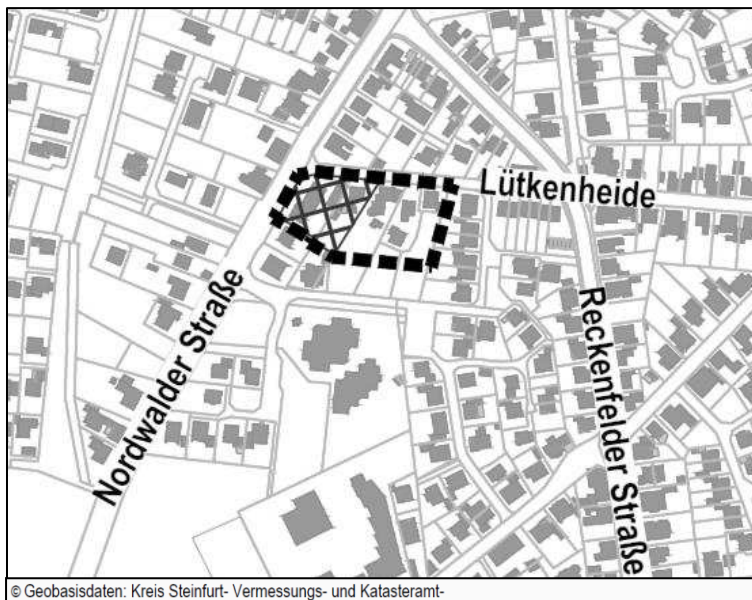 Lütkenheide
Nordwalder Straße
Reckenfelder Straße
© Geobasisdaten: Kreis Steinfurt- Vermessungs- und Katasteramt-